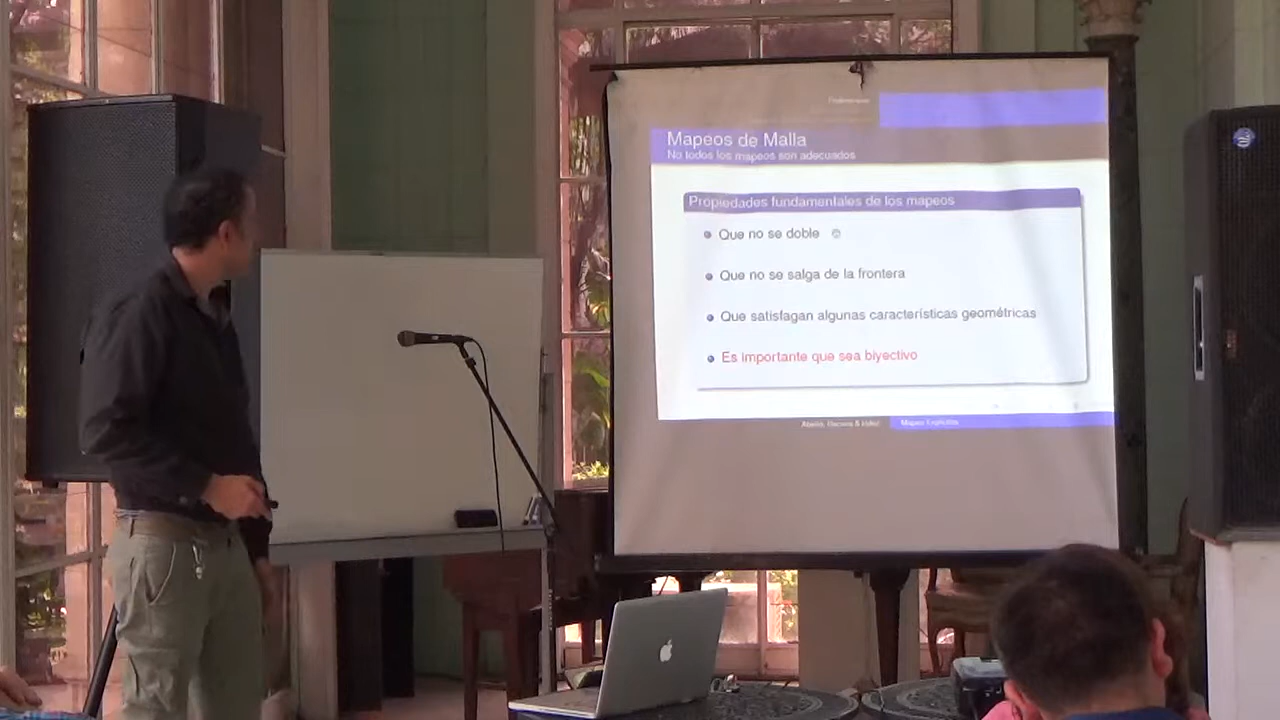 Mapeos de Malla
No todos los mapeos son adecuados
Propiedades fundamentales de los mapeos
Que no se doble
Que no se salga de la frontera
Que satisfagan algunas características geométricas
Es importante que sea biyectivo